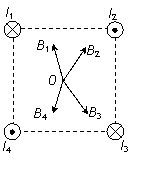 I₁ I₂
B₁ B₂
O
B₄ B₃
I₄ I₃